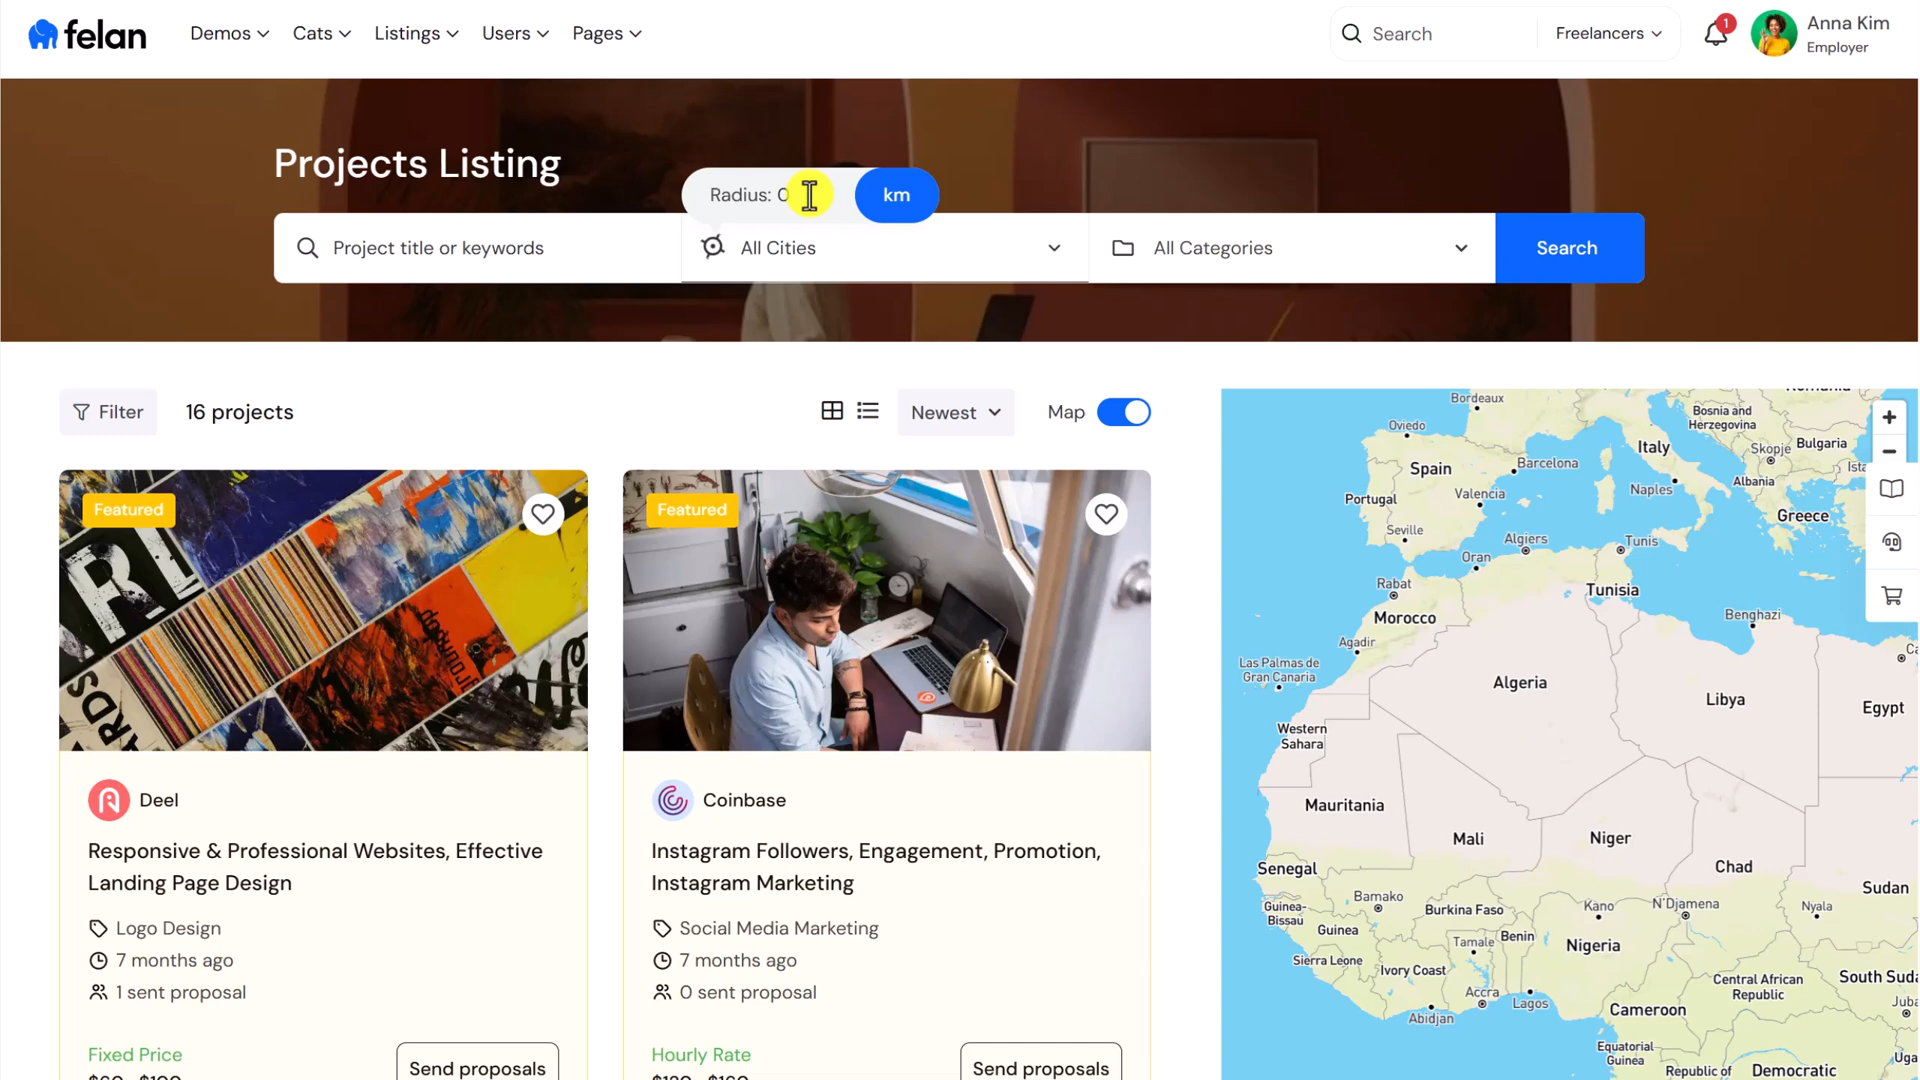 felan
Demos
Cats
Listings
Users
Pages
Search
Freelancers
1
Anna Kim
Employer
Projects Listing
Radius: 0
km
Project title or keywords
All Cities
All Categories
Search
Filter
16 projects
Newest
Map
Featured
Deel
Responsive & Professional Websites, Effective
Landing Page Design
Logo Design
7 months ago
1 sent proposal
Fixed Price
Send proposals
Featured
Coinbase
Instagram Followers, Engagement, Promotion,
Instagram Marketing
Social Media Marketing
7 months ago
0 sent proposal
Hourly Rate
Send proposals
Bordeaux
Oviedo
Bosnia and
Herzegovina
Italy
Skopje
Bulgaria
Barcelona
Spain
Albania
Naples
Valencia
Portugal
Greece
Seville
Algiers
Tunis
Oran
Rabat
Tunisia
Morocco
Benghazi
Agadir
Las Palmas de
Gran Canaria
Algeria
Libya
Egypt
Western
Sahara
Mauritania
Mali
Niger
Chad
Senegal
Sudan
Bamako
Kano
N'Djamena
Nyala
Guinea-
Bissau
Burkina Faso
Guinea
Benin
Tamale
Nigeria
Sierra Leone
Ivory Coast
Central African
Republic
South Suda
Accra
Lagos
Juba
Abidjan
Cameroon
Equatorial
Guinea
Republic of
Democratic